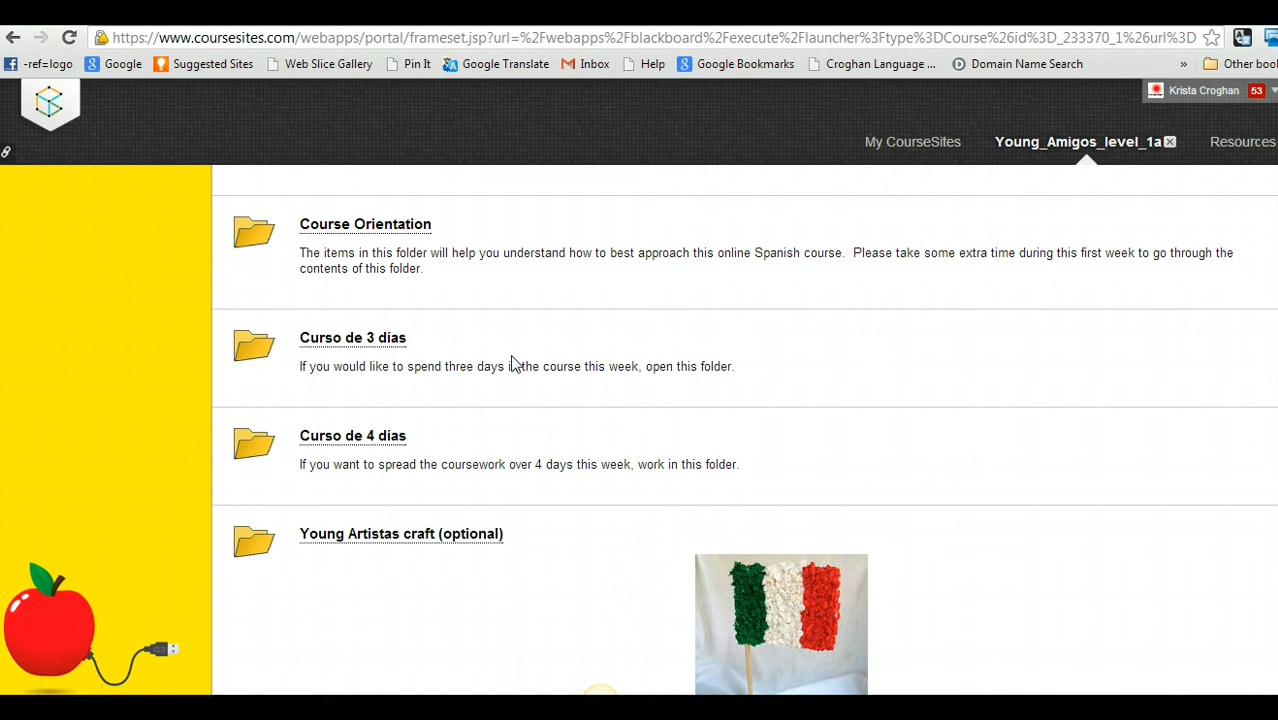 https://www.coursesites.com/webapps/portal/frameset.jsp?url=%2Fwebapps%2Fblackboard%2Fexecute%2Flauncher%3Ftype%3DCourse%26id%3D_233370_1%26url%3D
-ref=logo Google Suggested Sites Web Slice Gallery Pin It Google Translate Inbox Help Google Bookmarks Croghan Language ... Domain Name Search » Other boo
Krista Croghan 53
My CourseSites Young_Amigos_level_1a Resources
Course Orientation
The items in this folder will help you understand how to best approach this online Spanish course. Please take some extra time during this first week to go through the
contents of this folder.
Curso de 3 días
If you would like to spend three days in the course this week, open this folder.
Curso de 4 días
If you want to spread the coursework over 4 days this week, work in this folder.
Young Artistas craft (optional)